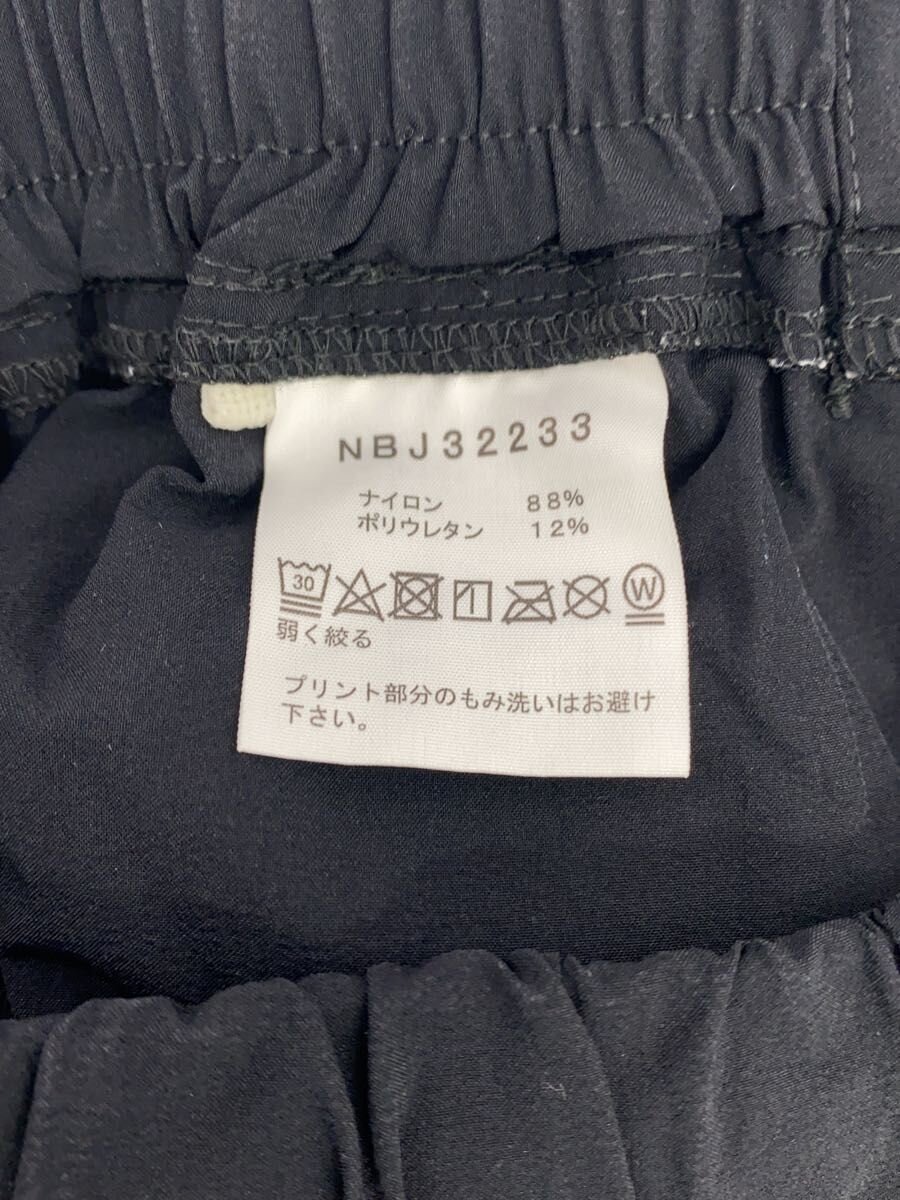 NBJ32233
ナイロン 88%
ポリウレタン 12%
30 W
弱く絞る
プリント部分のもみ洗いはお避け
下さい。